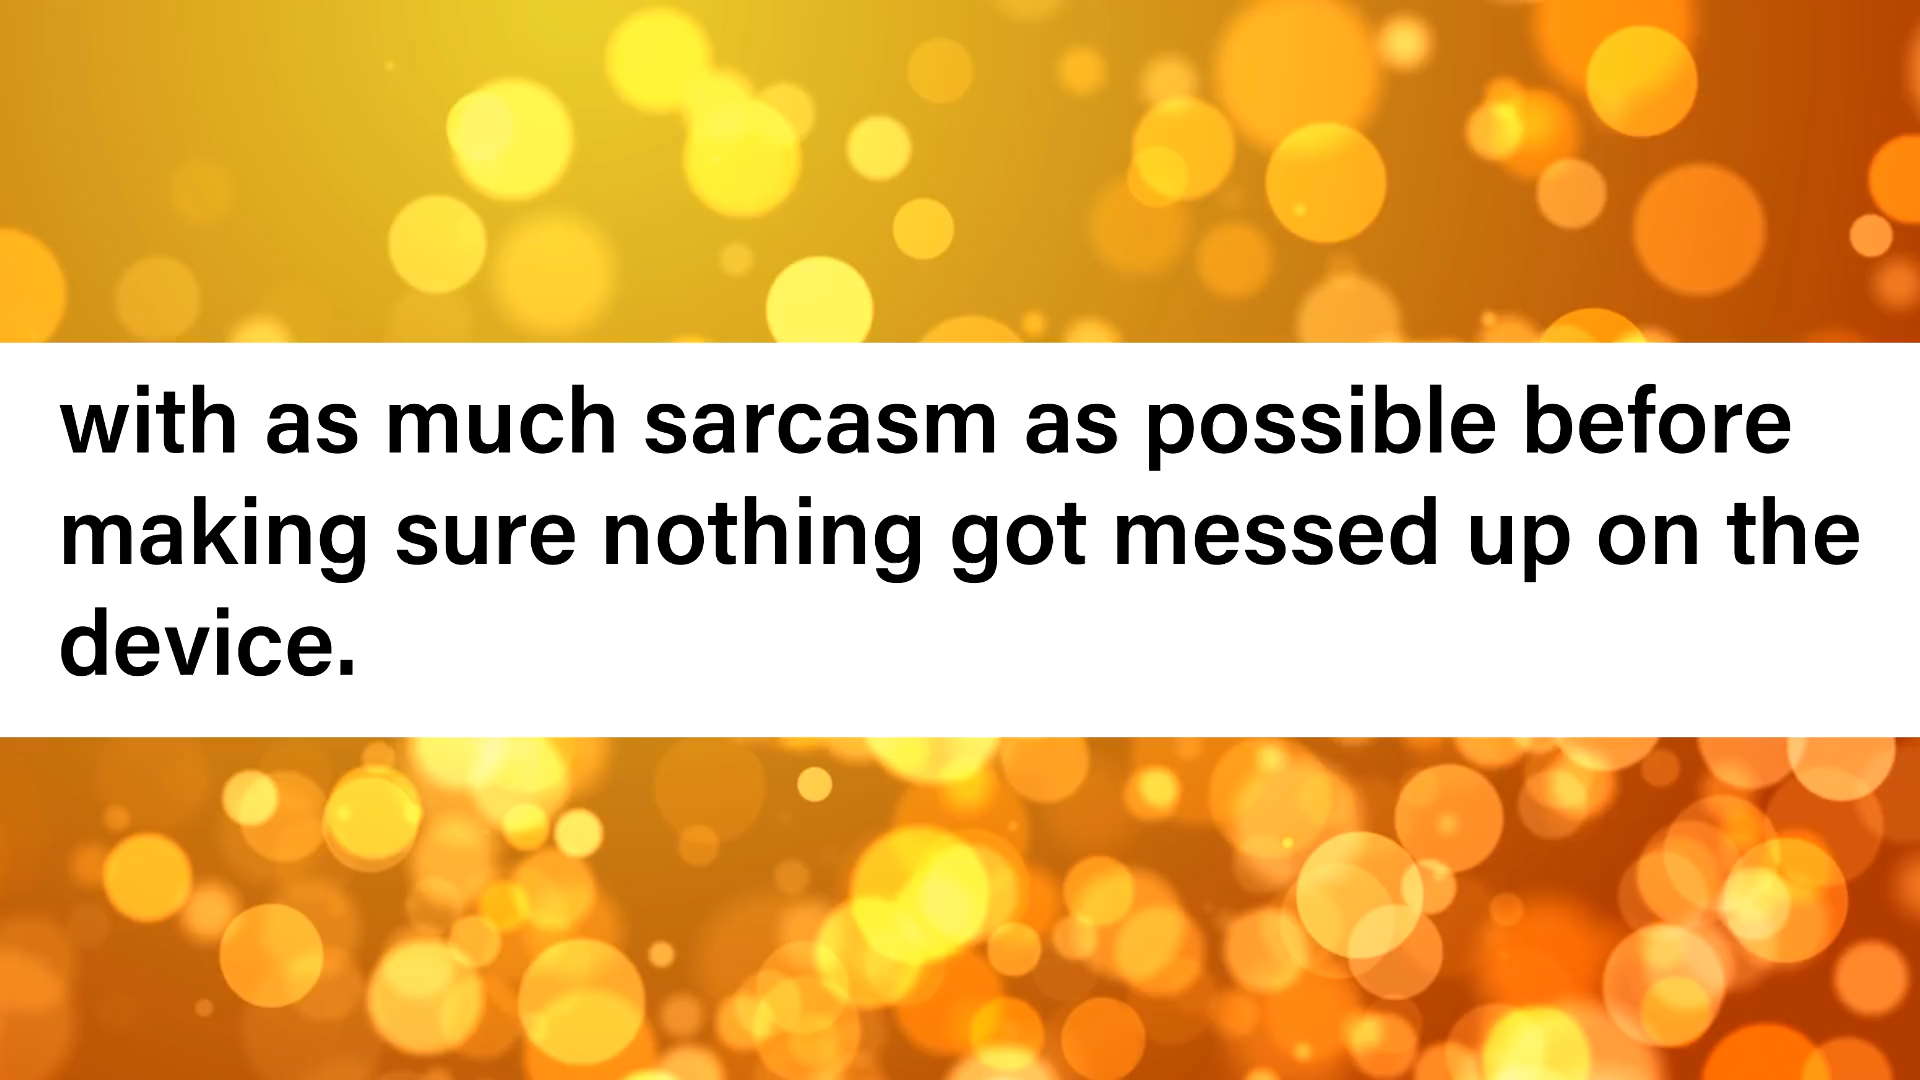 with as much sarcasm as possible before
making sure nothing got messed up on the
device.